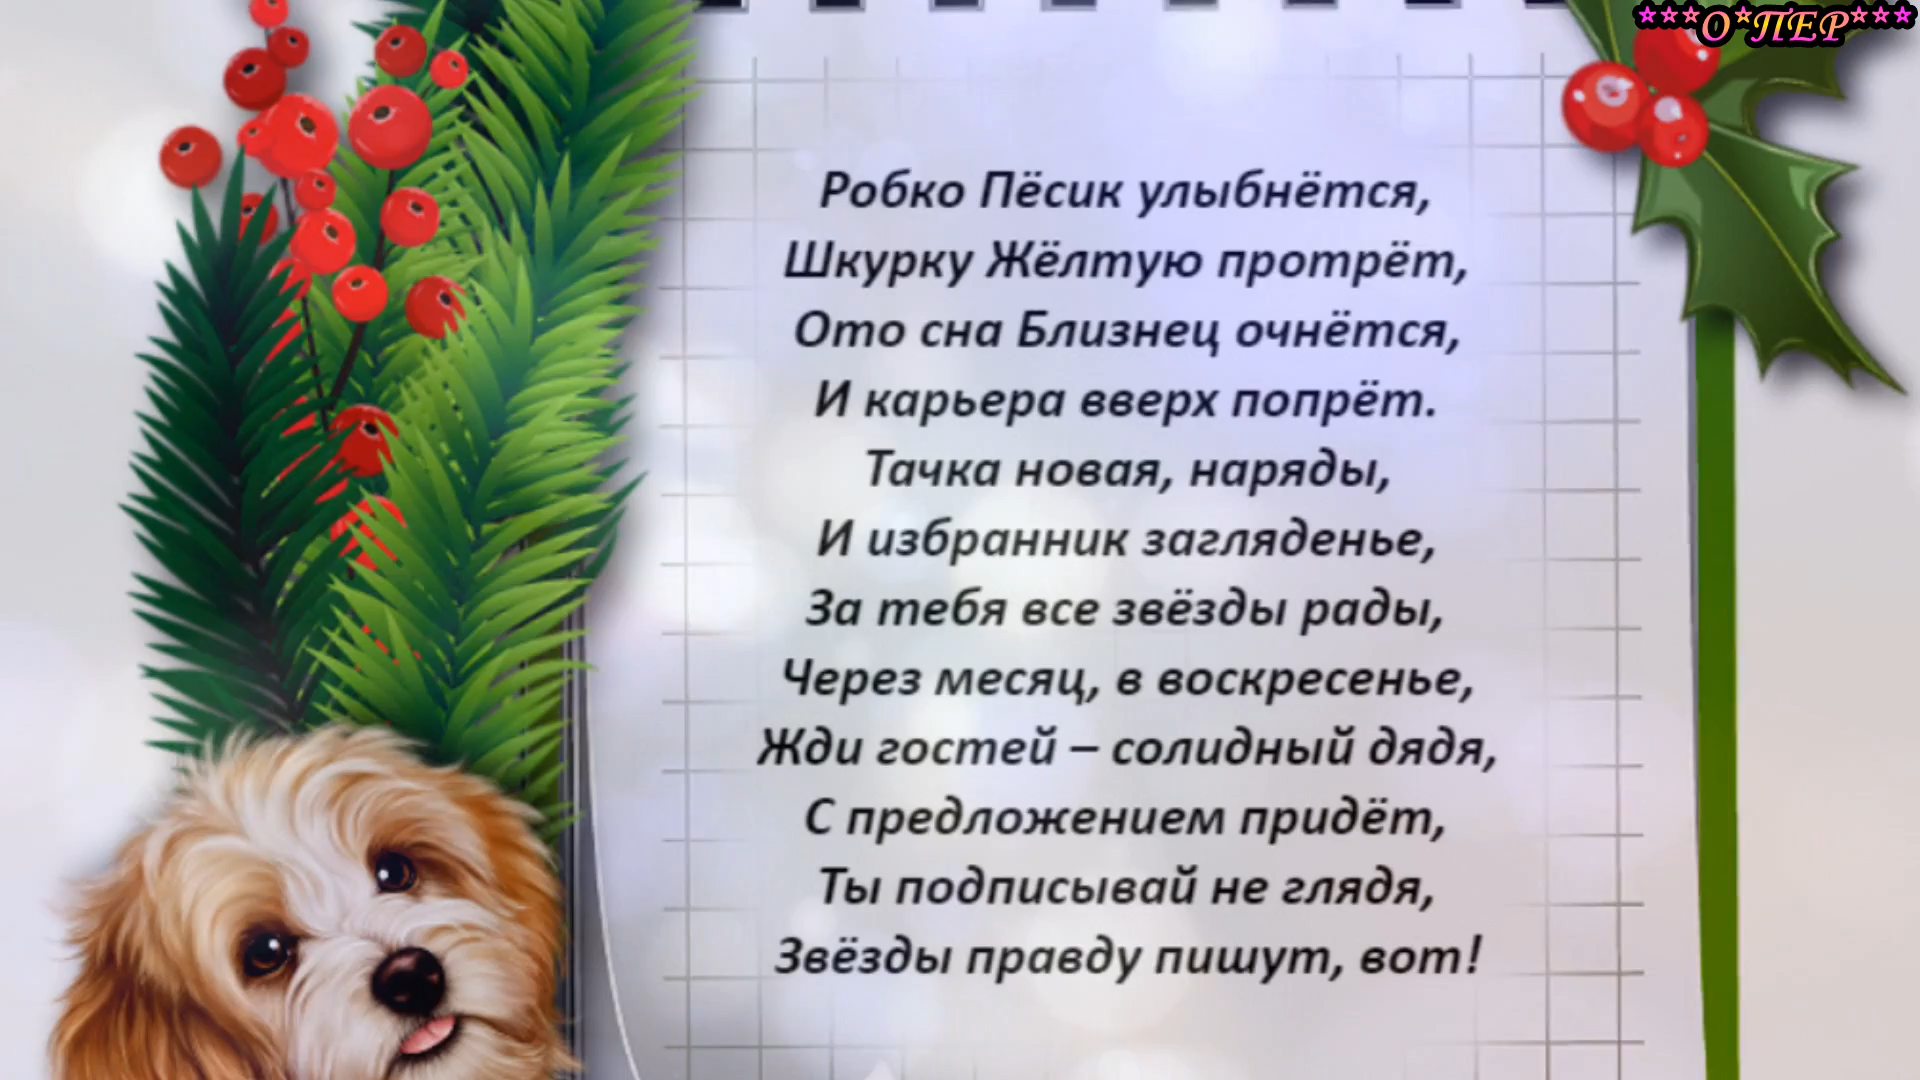 ***О*ПЕР***
Робко Пёсик улыбнётся,
Шкурку Жёлтую протрёт,
Ото сна Близнец очнётся,
И карьера вверх попрёт.
Тачка новая, наряды,
И избранник загляденье,
За тебя все звёзды рады,
Через месяц, в воскресенье,
Жди гостей – солидный дядя,
С предложением придёт,
Ты подписывай не глядя,
Звёзды правду пишут, вот!